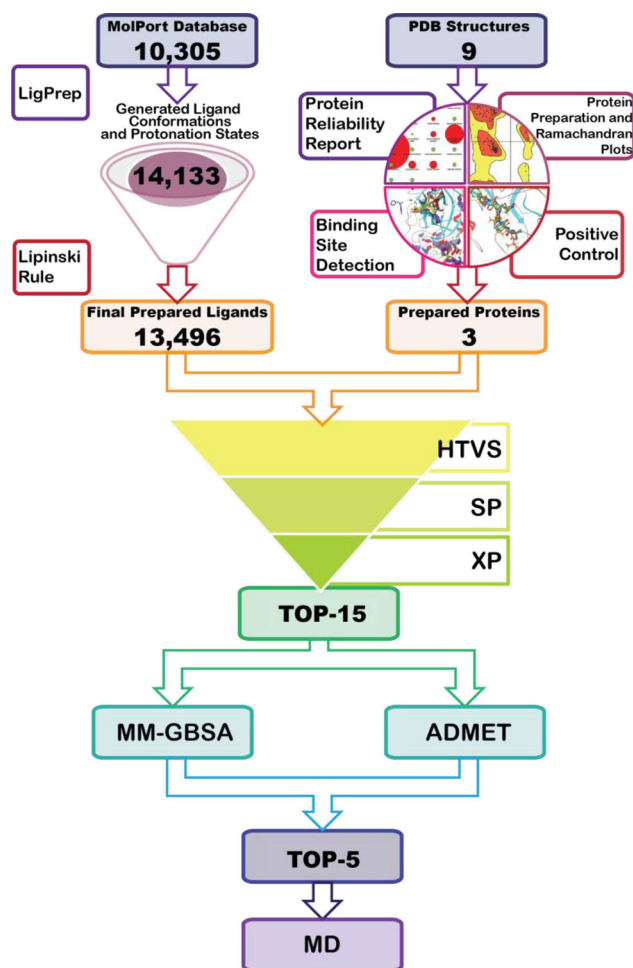 MolPort Database
10,305
PDB Structures
9
LigPrep
Generated Ligand
Conformations
and Protonation States
14,133
Protein
Reliability
Report
Protein
Preparation and
Ramachandran
Plots
Binding
Site
Detection
Positive
Control
Lipinski
Rule
Final Prepared Ligands
13,496
Prepared Proteins
3
HTVS
SP
XP
TOP-15
MM-GBSA
ADMET
TOP-5
MD